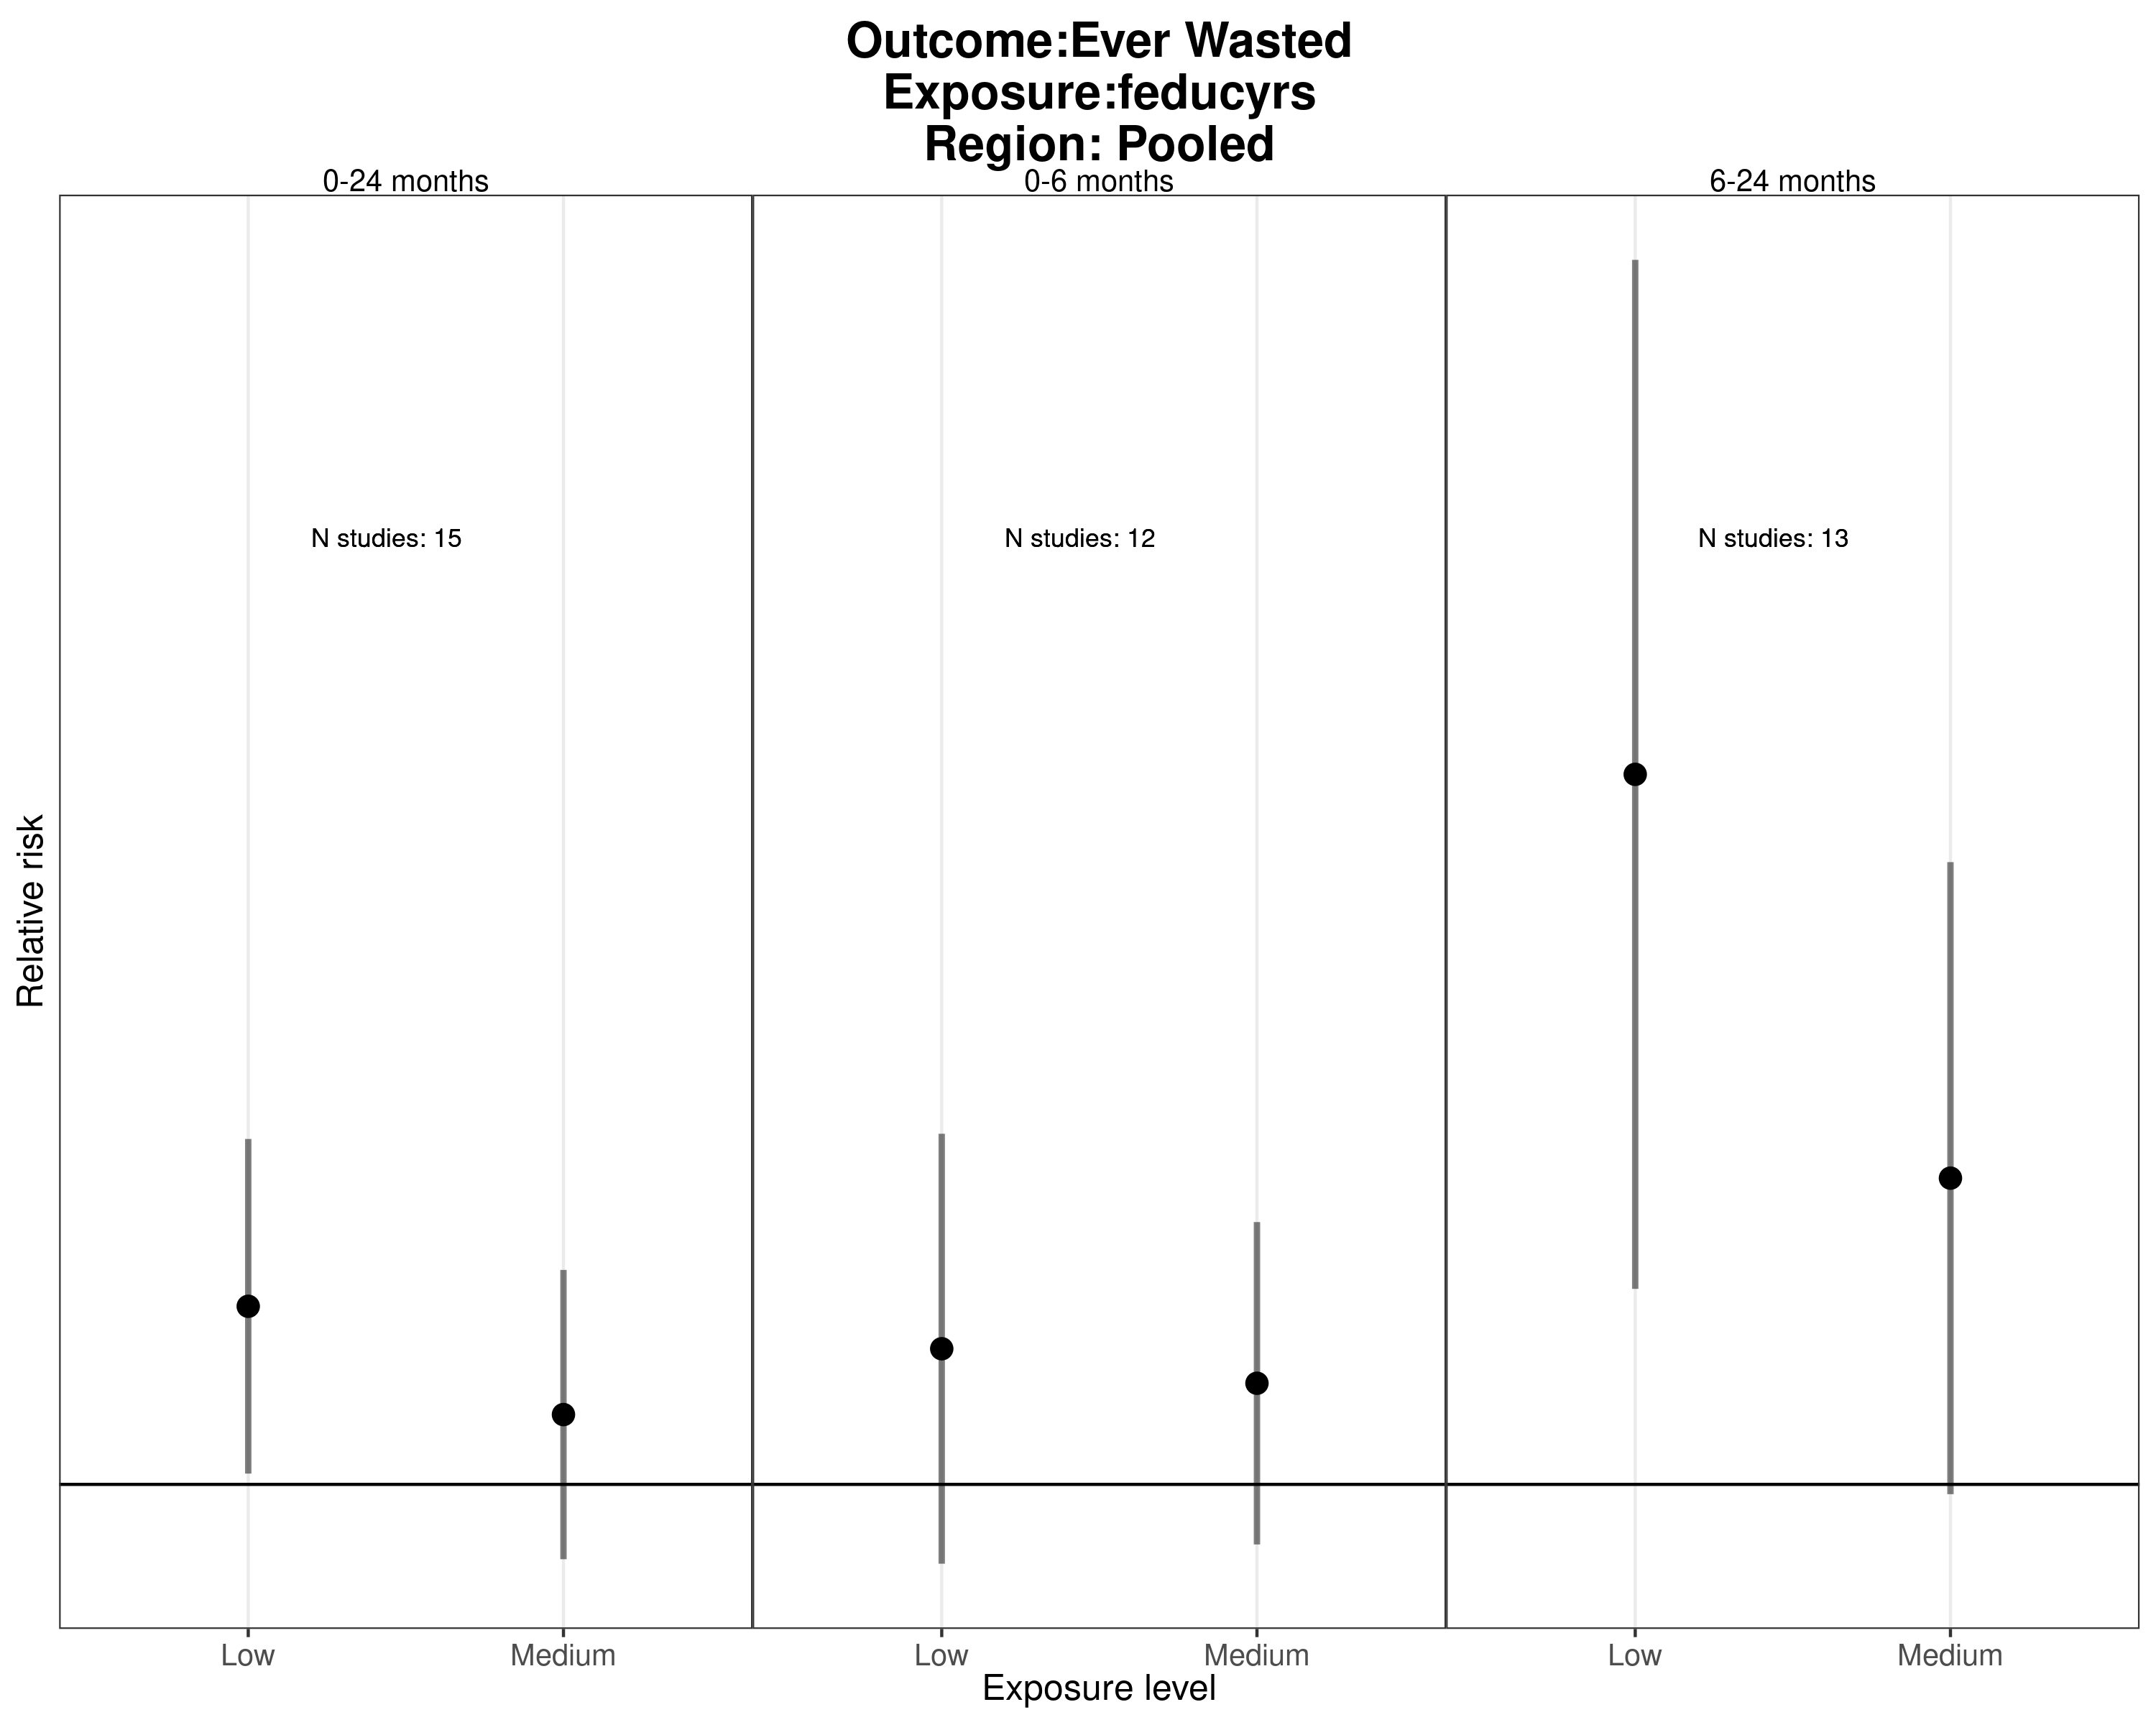 Outcome:Ever Wasted
Exposure:feducyrs
Region: Pooled
0-24 months
0-6 months
6-24 months
N studies: 15
N studies: 12
N studies: 13
Relative risk
Low
Medium
Low
Medium
Low
Medium
Exposure level